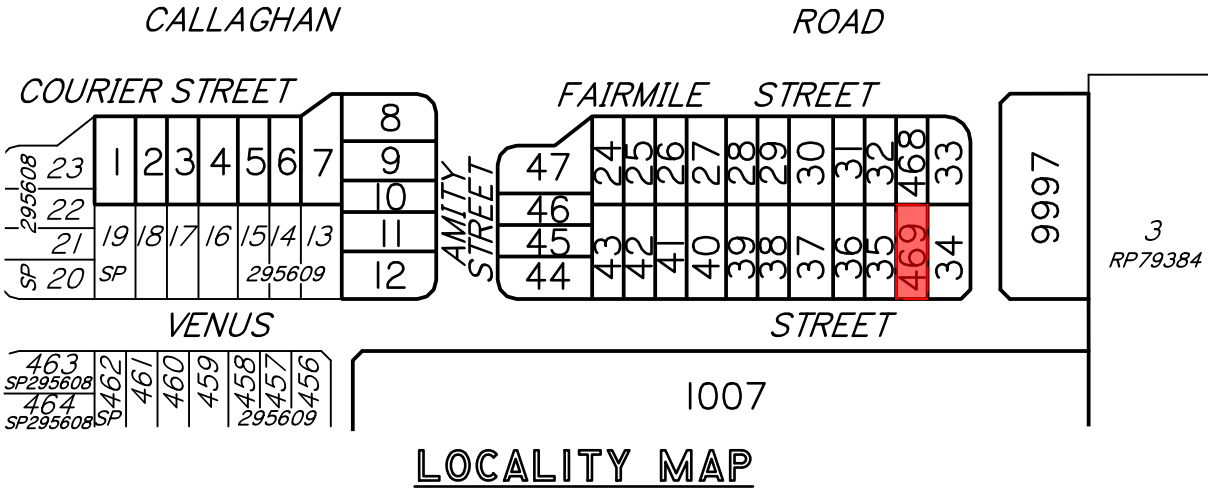 CALLAGHAN ROAD
COURIER STREET
FAIRMILE STREET
23
22
295608
21
SP 20
1 2 3 4 5 6 7
19 18 17 16 15 14 13
SP 295609
8
9
10
11
12
AMITY
STREET
47
46
45
44
24 25 26 27 28 29 30 31 32 468 33
43 42 41 40 39 38 37 36 35 469 34
9997
3
RP79384
VENUS STREET
463
SP295608
464
SP295608
462 461 460 459 458 457 456
SP 295609
1007
LOCALITY MAP